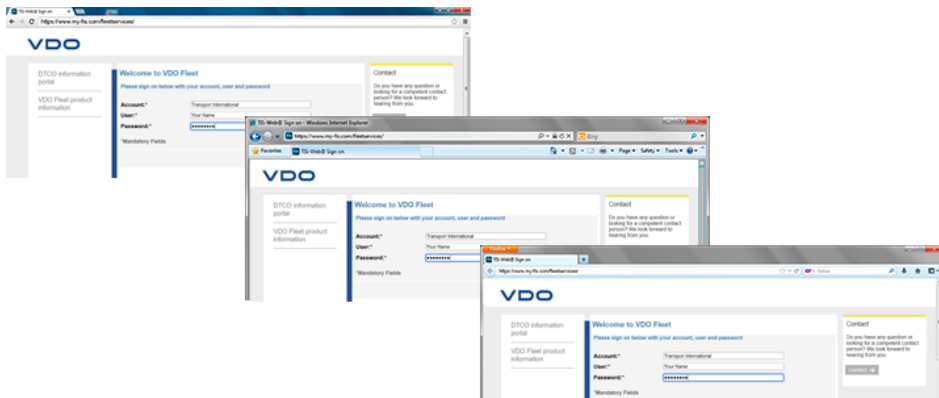 TIS-Web® Sign on
https://www.my-fis.com/fleetservices/
VDO
DTCO information
portal
VDO Fleet product
information
Welcome to VDO Fleet
Please sign on below with your account, user and password
Account:*
Transport International
User:*
Your Name
Password:*
*Mandatory Fields
Contact
Do you have any question or
looking for a competent contact
person? We look forward to
hearing from you.
TIS-Web® Sign on - Windows Internet Explorer
https://www.my-fis.com/fleetservices/
Bing
Favorites
TIS-Web® Sign on
Page
Safety
Tools
VDO
DTCO information
portal
VDO Fleet product
information
Welcome to VDO Fleet
Please sign on below with your account, user and password
Account:*
Transport International
User:*
Your Name
Password:*
*Mandatory Fields
Contact
Do you have any question or
looking for a competent contact
person? We look forward to
hearing from you.
Firefox
TIS-Web® Sign on
https://www.my-fis.com/fleetservices/
Yahoo
VDO
DTCO information
portal
VDO Fleet product
information
Welcome to VDO Fleet
Please sign on below with your account, user and password
Account:*
Transport International
User:*
Your Name
Password:*
*Mandatory Fields
Contact
Do you have any question or
looking for a competent contact
person? We look forward to
hearing from you.
Contact